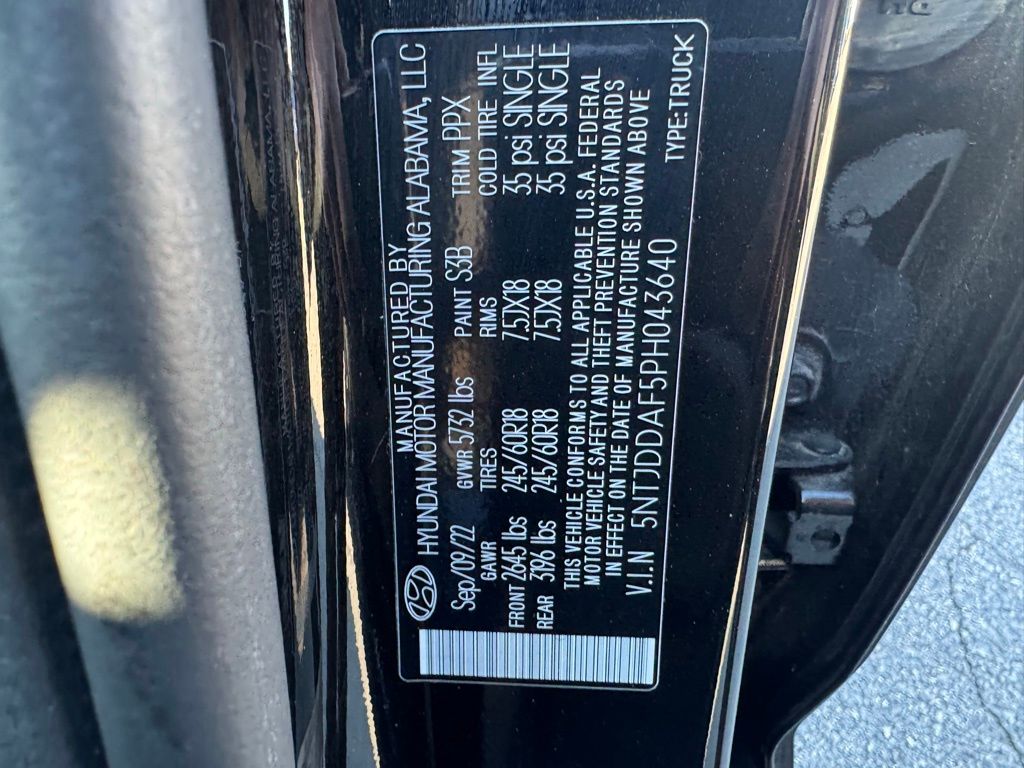 MANUFACTURED BY
HYUNDAI MOTOR MANUFACTURING ALABAMA, LLC
Sep/09/22 GVWR 5732 lbs PAINT S3B TRIM PPX
GAWR TIRES RIMS COLD TIRE INFL
FRONT 2645 lbs 245/60R18 7.5JX18 35 psi SINGLE
REAR 3196 lbs 245/60R18 7.5JX18 35 psi SINGLE
THIS VEHICLE CONFORMS TO ALL APPLICABLE U.S.A. FEDERAL
MOTOR VEHICLE SAFETY AND THEFT PREVENTION STANDARDS
IN EFFECT ON THE DATE OF MANUFACTURE SHOWN ABOVE
V.I.N 5NTJDDAF5PH043640 TYPE:TRUCK